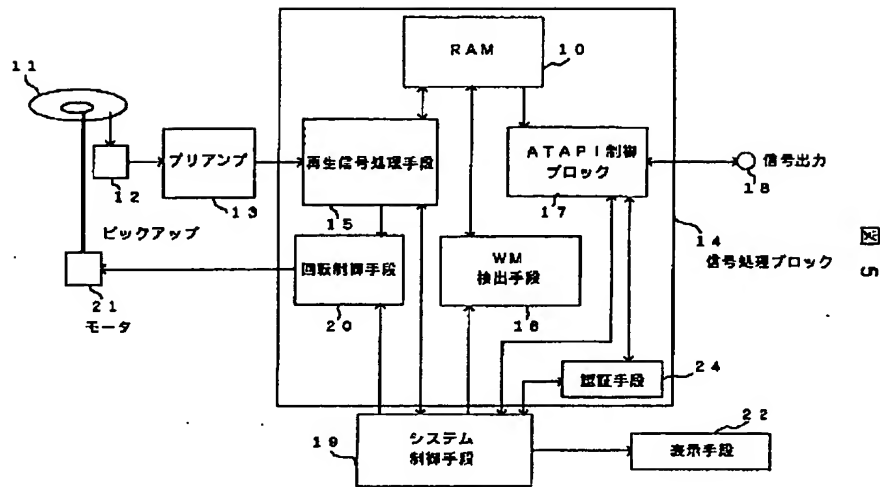 RAM
10
11
再生信号処理手段
15
ATAPI制御
ブロック
17
信号出力
18
プリアンプ
13
12
ピックアップ
14
信号処理ブロック
図5
回転制御手段
20
WM
検出手段
16
21
モータ
認証手段
24
19
システム
制御手段
22
表示手段